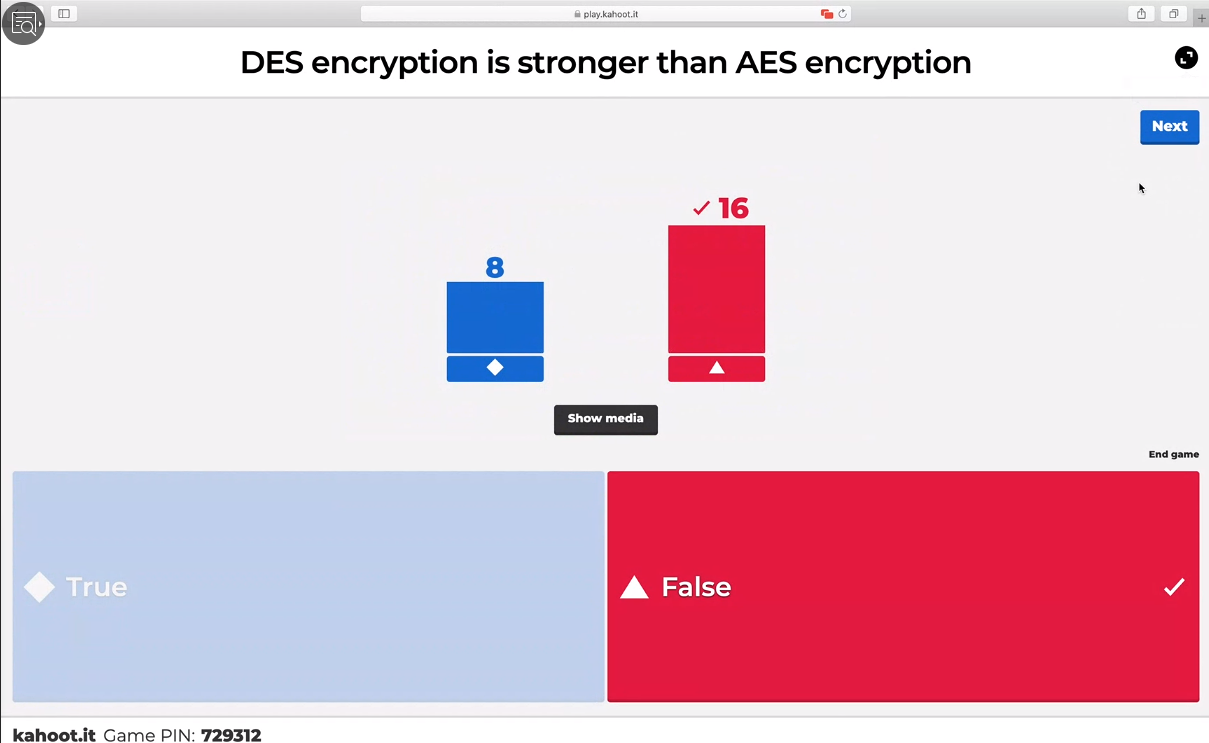 play.kahoot.it
DES encryption is stronger than AES encryption
Next
16
8
Show media
End game
True
False
kahoot.it Game PIN: 729312